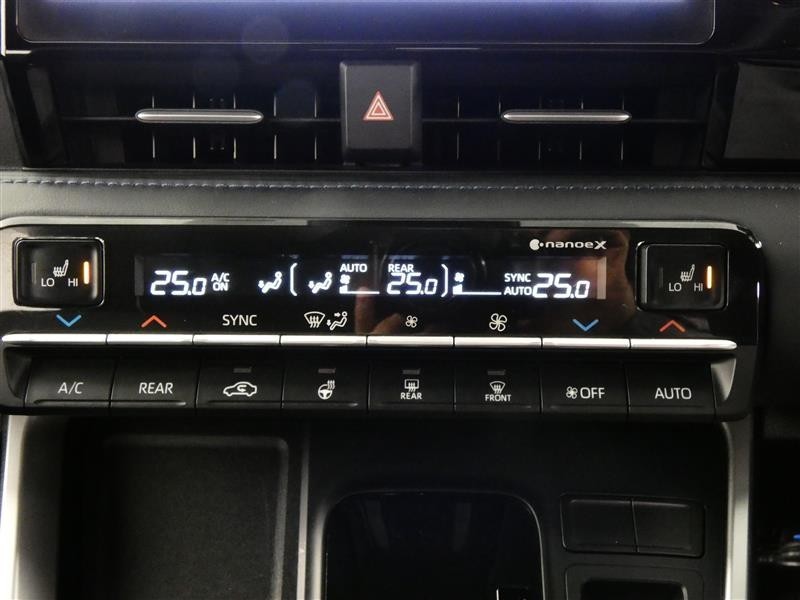 nanoeX
LO HI
25.0 A/C ON
AUTO
REAR 25.0
SYNC AUTO 25.0
LO HI
SYNC
A/C
REAR
REAR
FRONT
OFF
AUTO